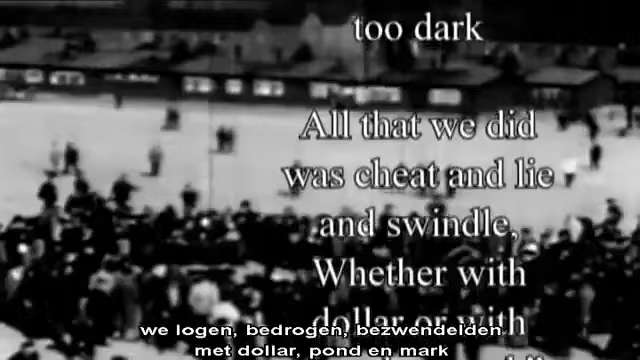 too dark
All that we did
was cheat and lie
and swindle,
Whether with
dollar or with
we logen, bedrogen, bezwendelden
met dollar, pond en mark